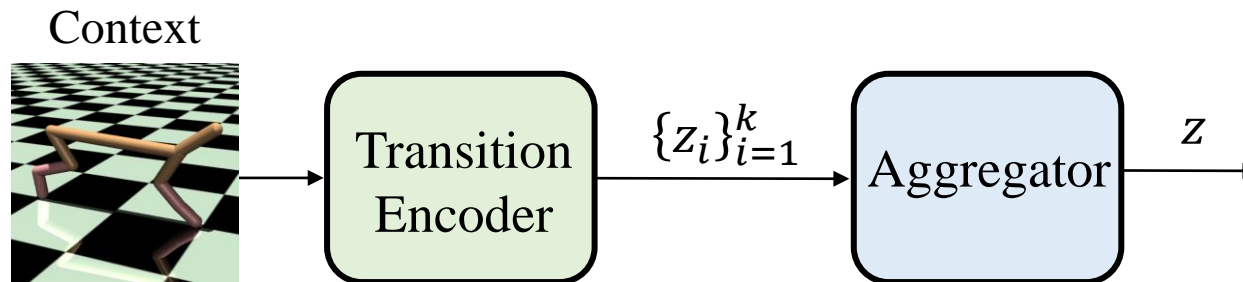 Context
Transition
Encoder
{z_i}_{i=1}^k
Aggregator
z